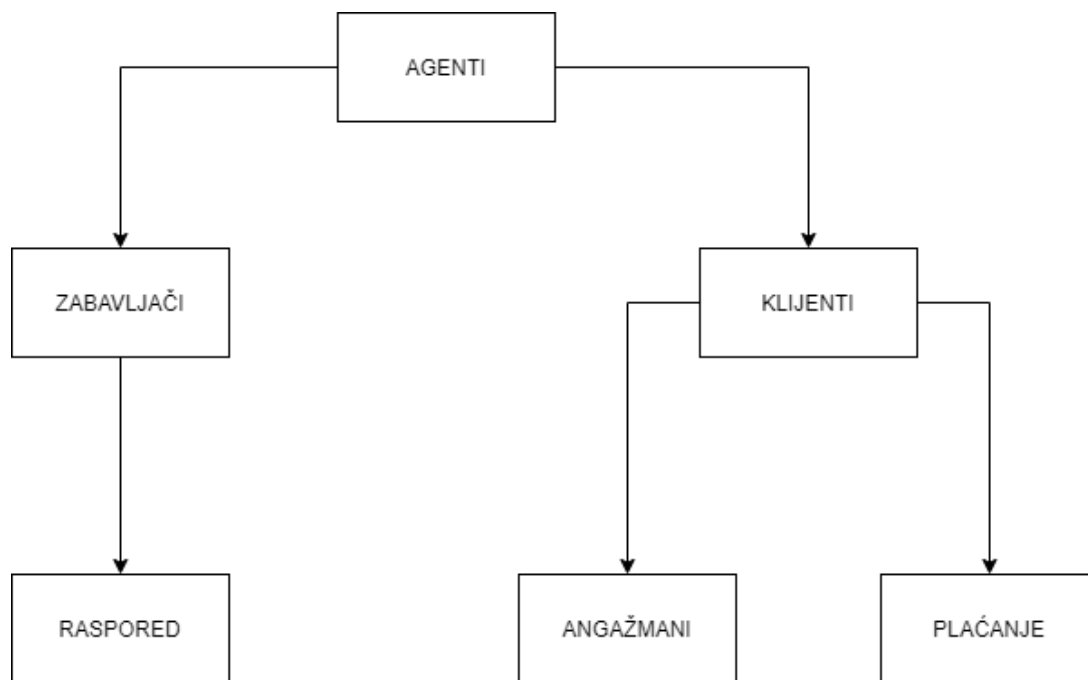 AGENTI
ZABAVLJAČI
KLIJENTI
RASPORED
ANGAŽMANI
PLAĆANJE